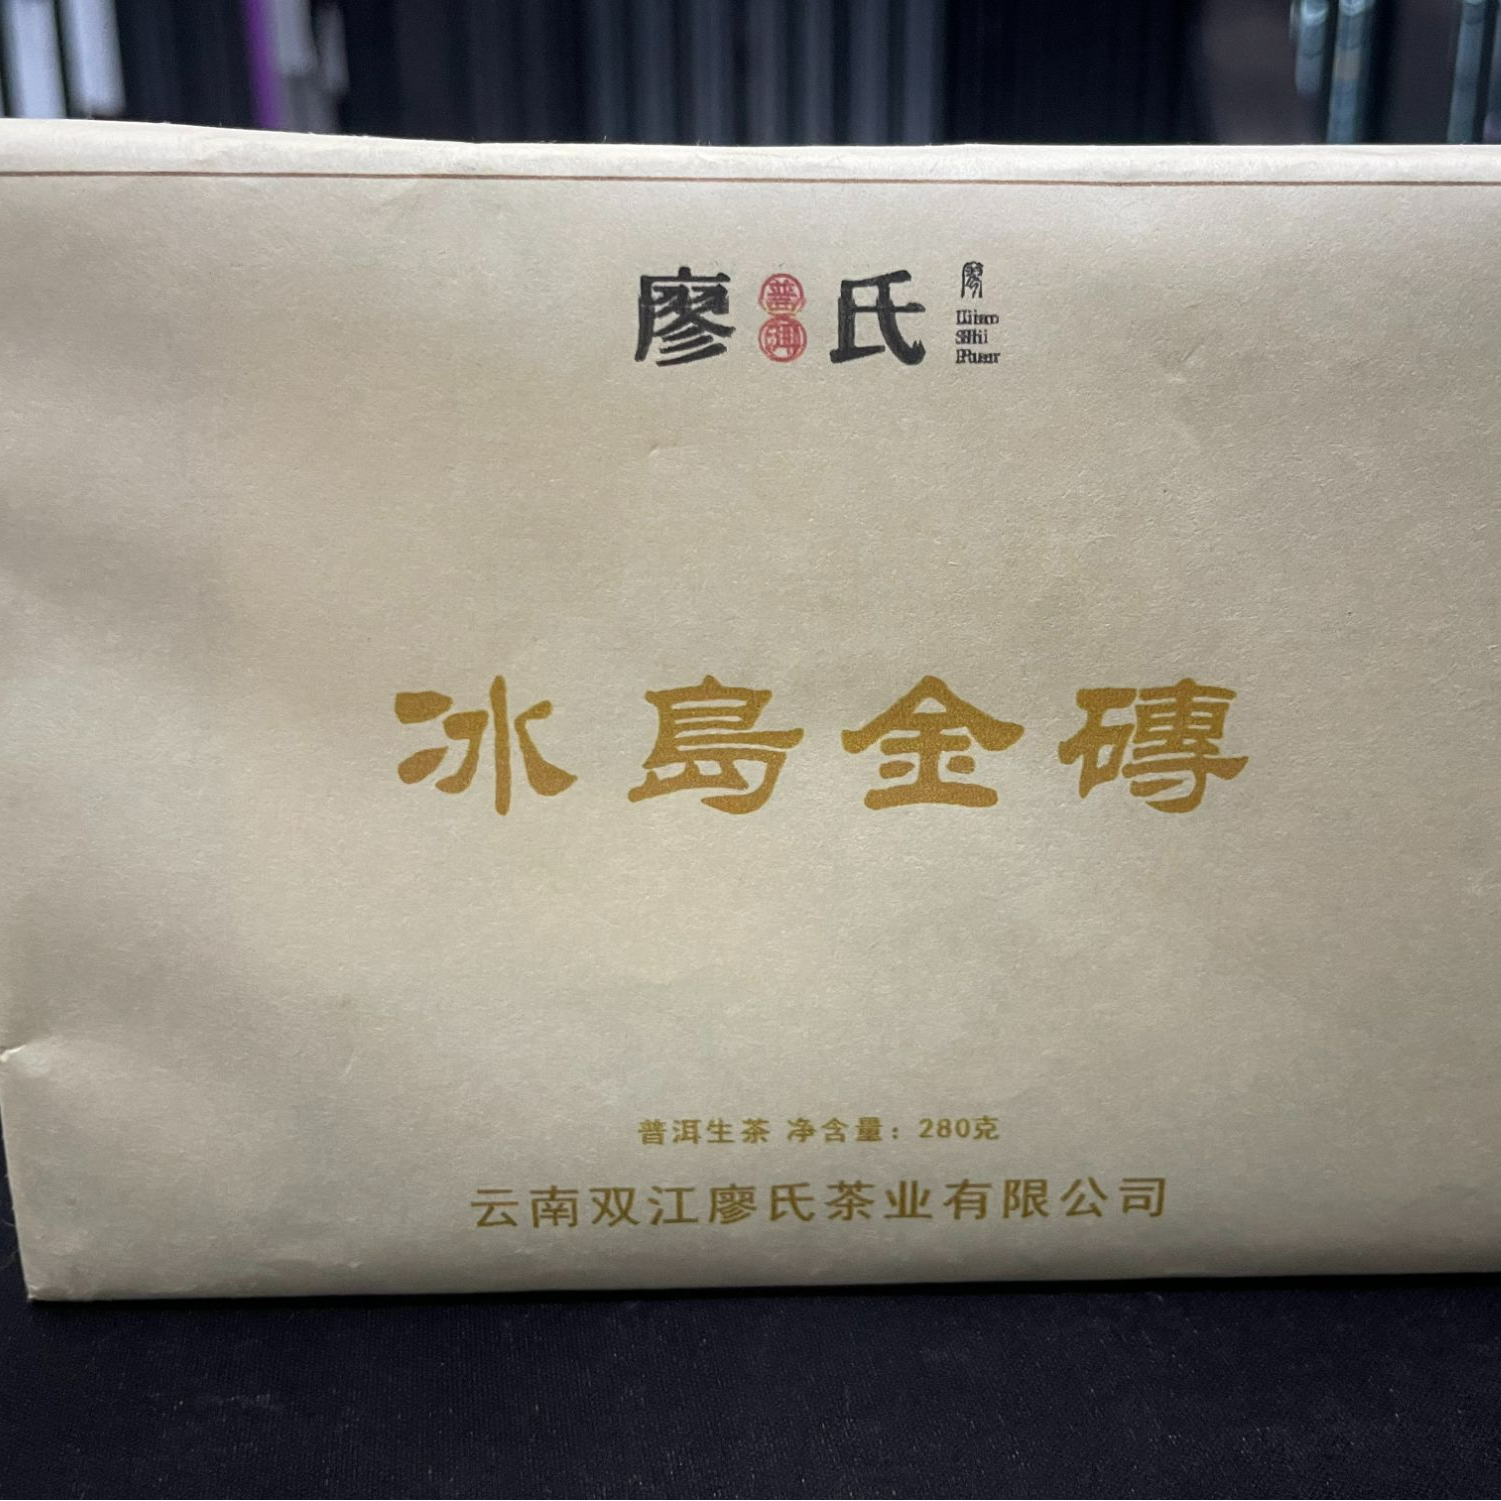 廖普洱氏 廖
Liao
Shi
Puer
冰島金磚
普洱生茶 净含量：280克
云南双江廖氏茶业有限公司